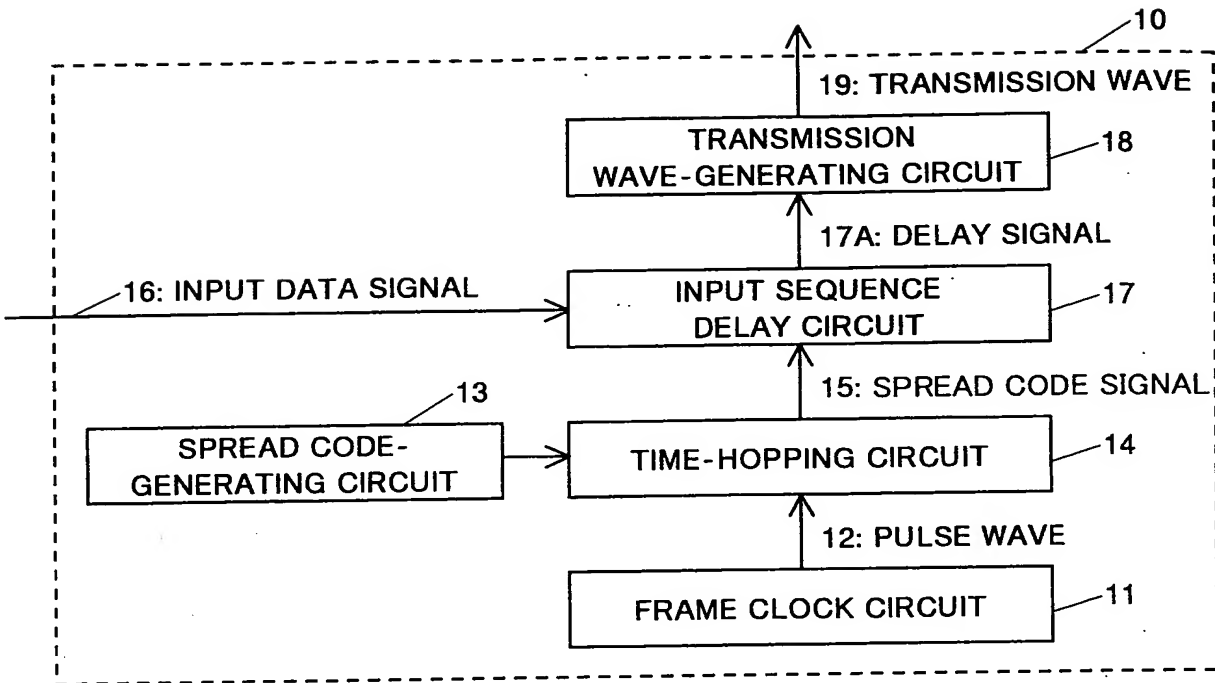 10
19: TRANSMISSION WAVE
TRANSMISSION
WAVE-GENERATING CIRCUIT
18
17A: DELAY SIGNAL
16: INPUT DATA SIGNAL
INPUT SEQUENCE
DELAY CIRCUIT
17
15: SPREAD CODE SIGNAL
13
SPREAD CODE-
GENERATING CIRCUIT
TIME-HOPPING CIRCUIT
14
12: PULSE WAVE
FRAME CLOCK CIRCUIT
11